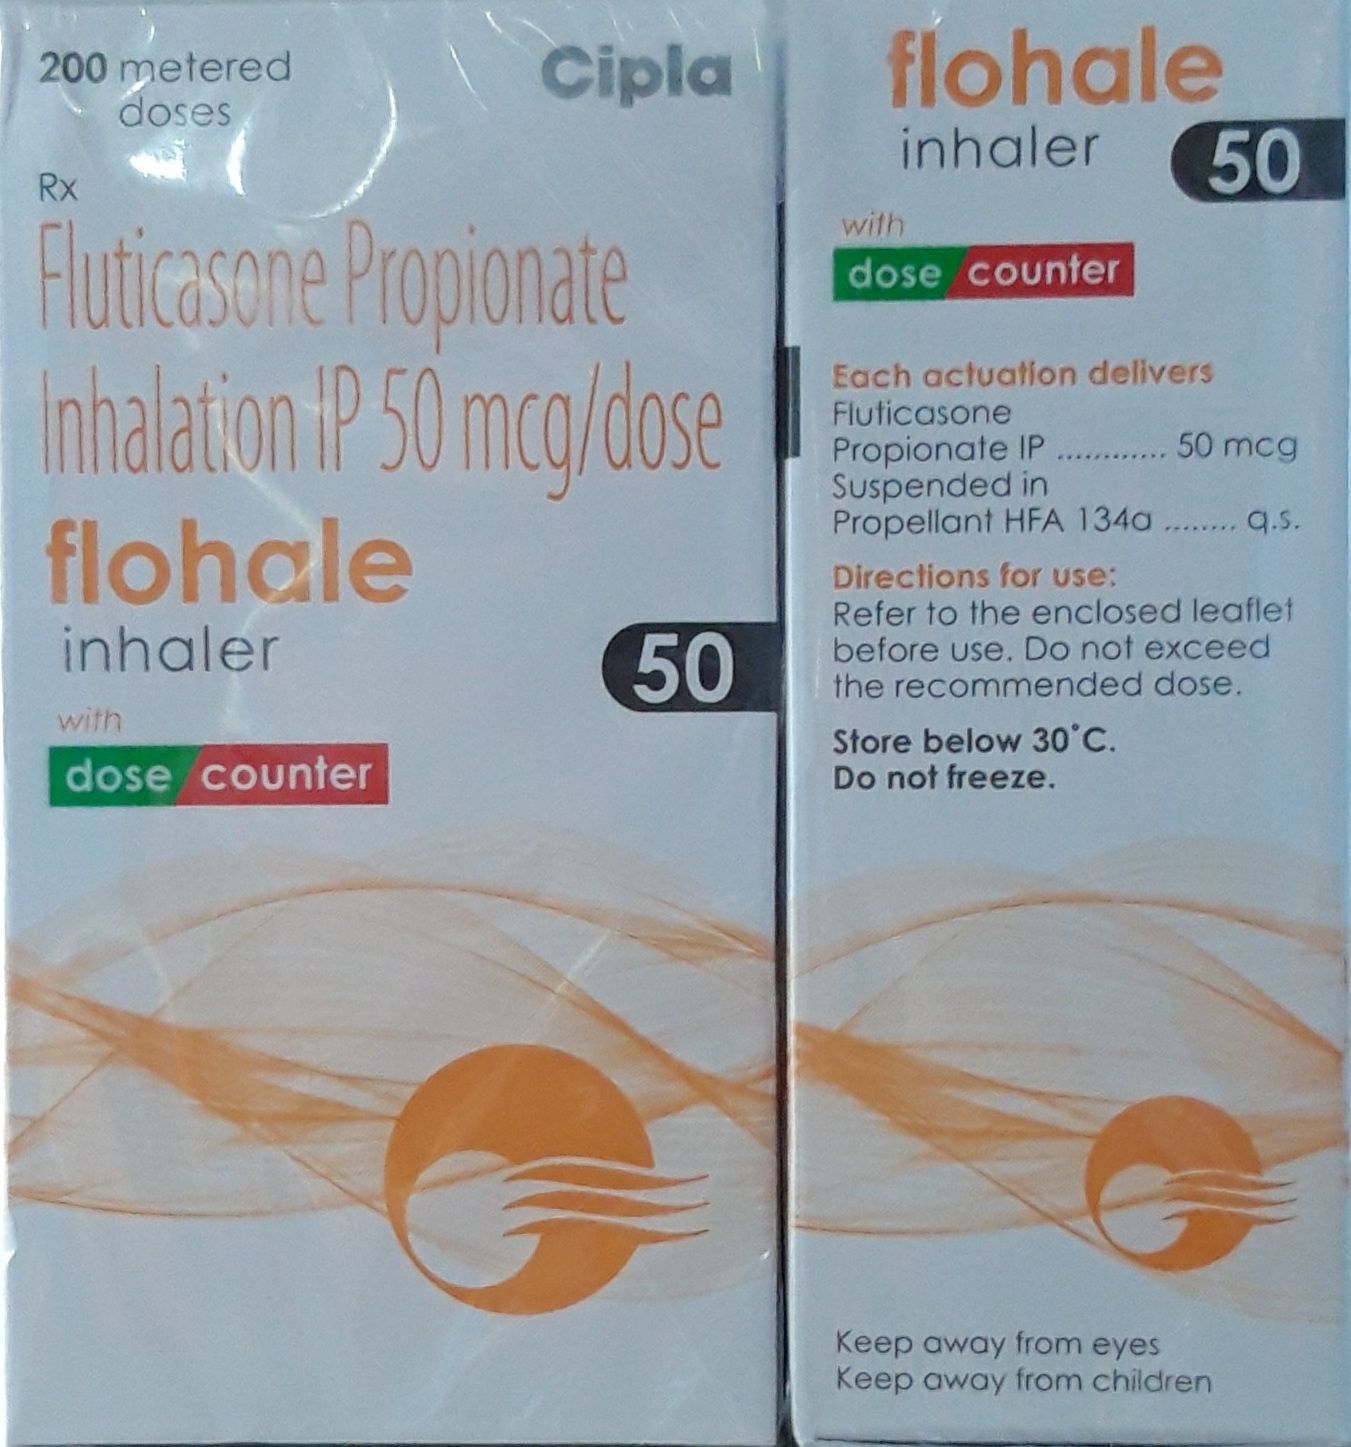 200 metered
doses
Cipla
Rx
Fluticasone Propionate
Inhalation IP 50 mcg/dose
flohale
inhaler
50
with
dose counter
flohale
inhaler
50
with
dose counter
Each actuation delivers
Fluticasone
Propionate IP ............ 50 mcg
Suspended in
Propellant HFA 134a ........ q.s.
Directions for use:
Refer to the enclosed leaflet
before use. Do not exceed
the recommended dose.
Store below 30°C.
Do not freeze.
Keep away from eyes
Keep away from children